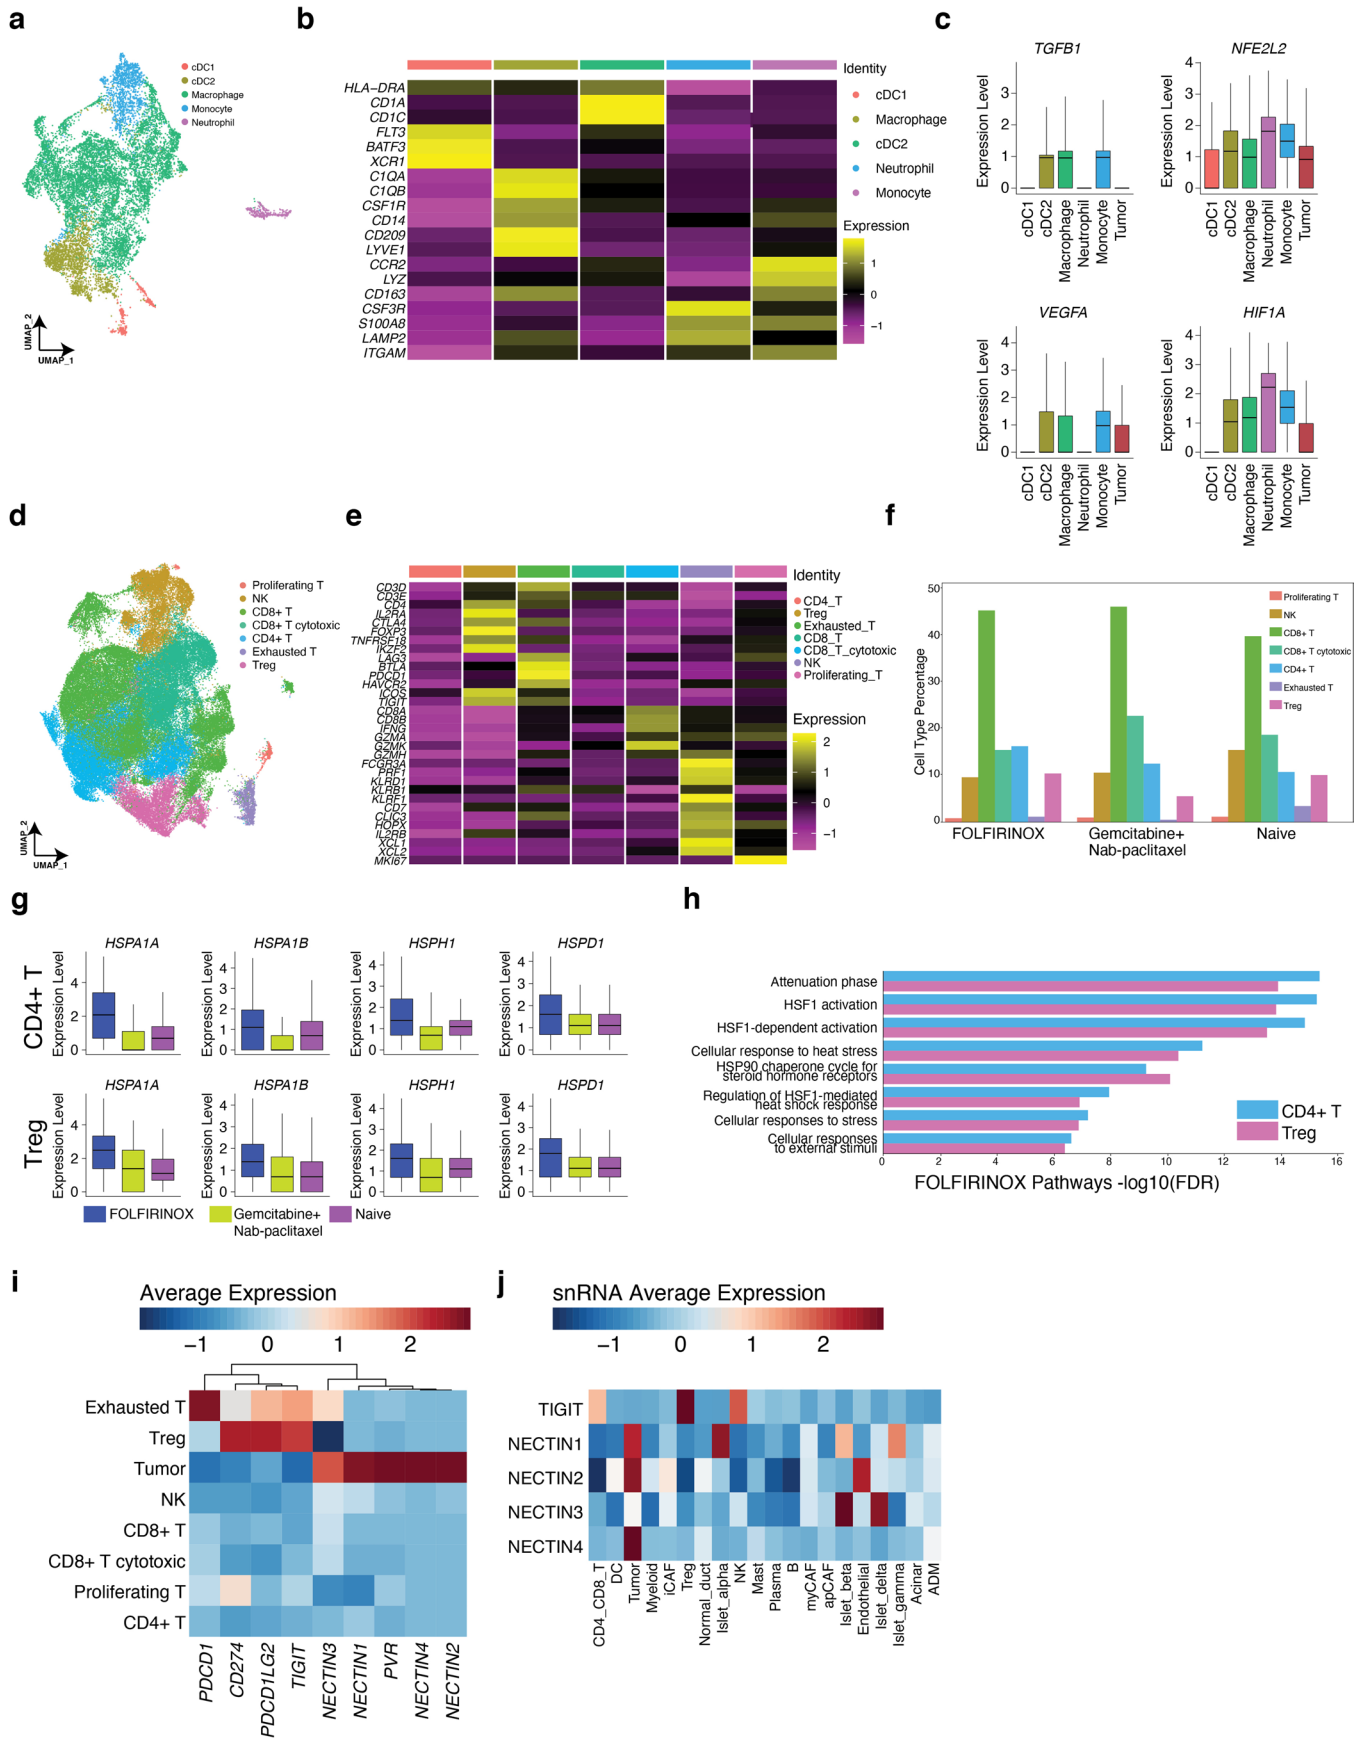 a
cDC1
cDC2
Macrophage
Monocyte
Neutrophil
UMAP_2
UMAP_1
b
HLA-DRA
CD1A
CD1C
FLT3
BATF3
XCR1
C1QA
C1QB
CSF1R
CD14
CD209
LYVE1
CCR2
LYZ
CD163
CSF3R
S100A8
LAMP2
ITGAM
Identity
cDC1
Macrophage
cDC2
Neutrophil
Monocyte
Expression
1
0
−1
c
TGFB1
Expression Level
3
2
1
0
cDC1
cDC2
Macrophage
Neutrophil
Monocyte
Tumor
NFE2L2
Expression Level
4
3
2
1
0
cDC1
cDC2
Macrophage
Neutrophil
Monocyte
Tumor
VEGFA
Expression Level
4
3
2
1
0
cDC1
cDC2
Macrophage
Neutrophil
Monocyte
Tumor
HIF1A
Expression Level
4
3
2
1
0
cDC1
cDC2
Macrophage
Neutrophil
Monocyte
Tumor
d
Proliferating T
NK
CD8+ T
CD8+ T cytotoxic
CD4+ T
Exhausted T
Treg
UMAP_2
UMAP_1
e
CD3D
CD3E
CD4
IL2RA
CTLA4
FOXP3
TNFRSF18
IKZF2
LAG3
BTLA
PDCD1
HAVCR2
ICOS
TIGIT
CD8A
CD8B
IFNG
GZMA
GZMK
GZMH
FCGR3A
PRF1
KLRD1
KLRB1
KLRF1
CD7
CLIC3
HOPX
IL2RB
XCL1
XCL2
MKI67
Identity
CD4_T
Treg
Exhausted_T
CD8_T
CD8_T_cytotoxic
NK
Proliferating_T
Expression
2
1
0
−1
f
Cell Type Percentage
50
40
30
20
10
0
FOLFIRINOX
Gemcitabine+
Nab-paclitaxel
Naive
Proliferating T
NK
CD8+ T
CD8+ T cytotoxic
CD4+ T
Exhausted T
Treg
g
CD4+ T
HSPA1A
Expression Level
4
2
0
HSPA1B
Expression Level
4
3
2
1
0
HSPH1
Expression Level
4
3
2
1
0
HSPD1
Expression Level
4
3
2
1
0
Treg
HSPA1A
Expression Level
4
2
0
HSPA1B
Expression Level
4
3
2
1
0
HSPH1
Expression Level
4
3
2
1
0
HSPD1
Expression Level
4
3
2
1
0
FOLFIRINOX
Gemcitabine+
Nab-paclitaxel
Naive
h
Attenuation phase
HSF1 activation
HSF1-dependent activation
Cellular response to heat stress
HSP90 chaperone cycle for
steroid hormone receptors
Regulation of HSF1-mediated
heat shock response
Cellular responses to stress
Cellular responses
to external stimuli
CD4+ T
Treg
0 2 4 6 8 10 12 14 16
FOLFIRINOX Pathways -log10(FDR)
i
Average Expression
−1 0 1 2
Exhausted T
Treg
Tumor
NK
CD8+ T
CD8+ T cytotoxic
Proliferating T
CD4+ T
PDCD1
CD274
PDCD1LG2
TIGIT
NECTIN3
NECTIN1
PVR
NECTIN4
NECTIN2
j
snRNA Average Expression
−1 0 1 2
TIGIT
NECTIN1
NECTIN2
NECTIN3
NECTIN4
CD4_CD8_T
DC
Tumor
Myeloid
iCAF
Treg
Normal_duct
Islet_alpha
NK
Mast
Plasma
B
myCAF
apCAF
Islet_beta
Endothelial
Islet_delta
Islet_gamma
Acinar
ADM